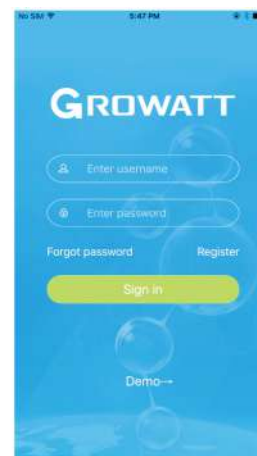 No SIM 5:47 PM
GROWATT
Enter username
Enter password
Forgot password Register
Sign in
Demo→